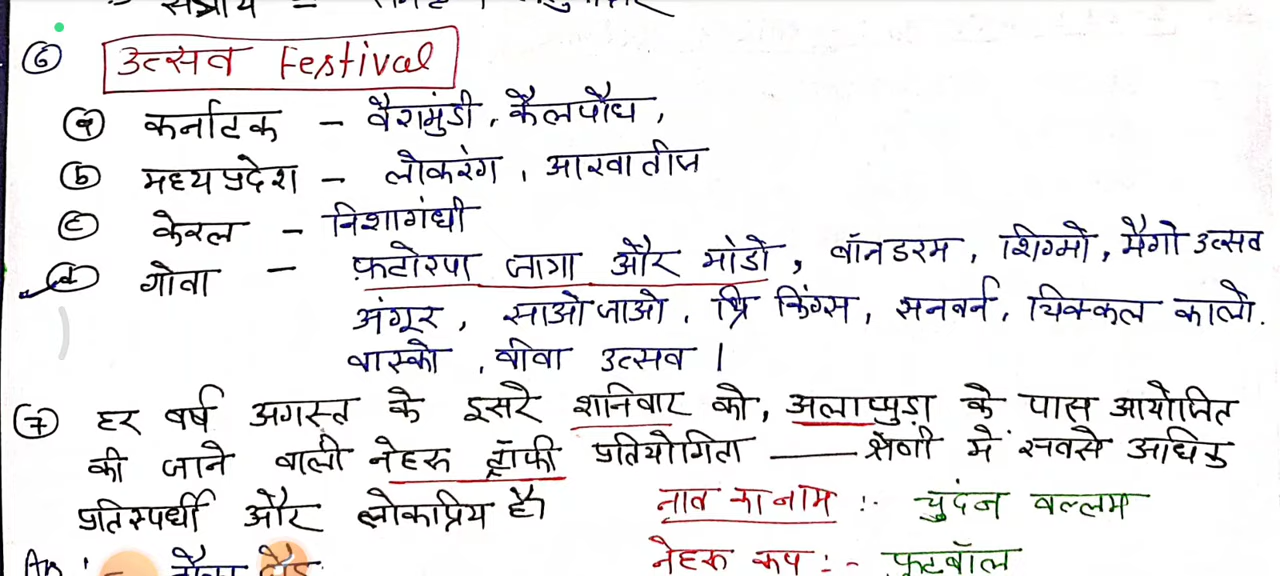 ⑥ उत्सव Festival
ⓐ कर्नाटक - वैरामुंडी, कैलपौध,
ⓑ मध्यप्रदेश - लोकरंग, आखातीज
ⓒ केरल - निशागंधी
ⓓ गोवा - फ़टोरपा जागा और मांडो, बॉनडरम, शिग्मो, मैगो उत्सव
अंगूर, साओ जाओ, थ्रि किंग्स, सनबर्न, चिक्कल कालो.
वास्को, वीवा उत्सव।
⑦ हर वर्ष अगस्त के दूसरे शनिवार को, अलाप्पुड़ा के पास आयोजित
की जाने वाली नेहरु ट्रॉफी प्रतियोगिता ——— श्रेणी में सबसे अधिक
प्रतिस्पर्धी और लोकप्रिय है।
नाव का नाम :- चुंदन वल्लम
नेहरु कप :- फुटबॉल
An :-